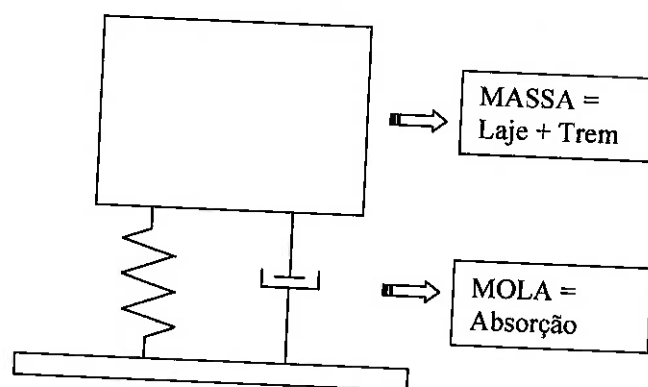 MASSA =
Laje + Trem
MOLA =
Absorção